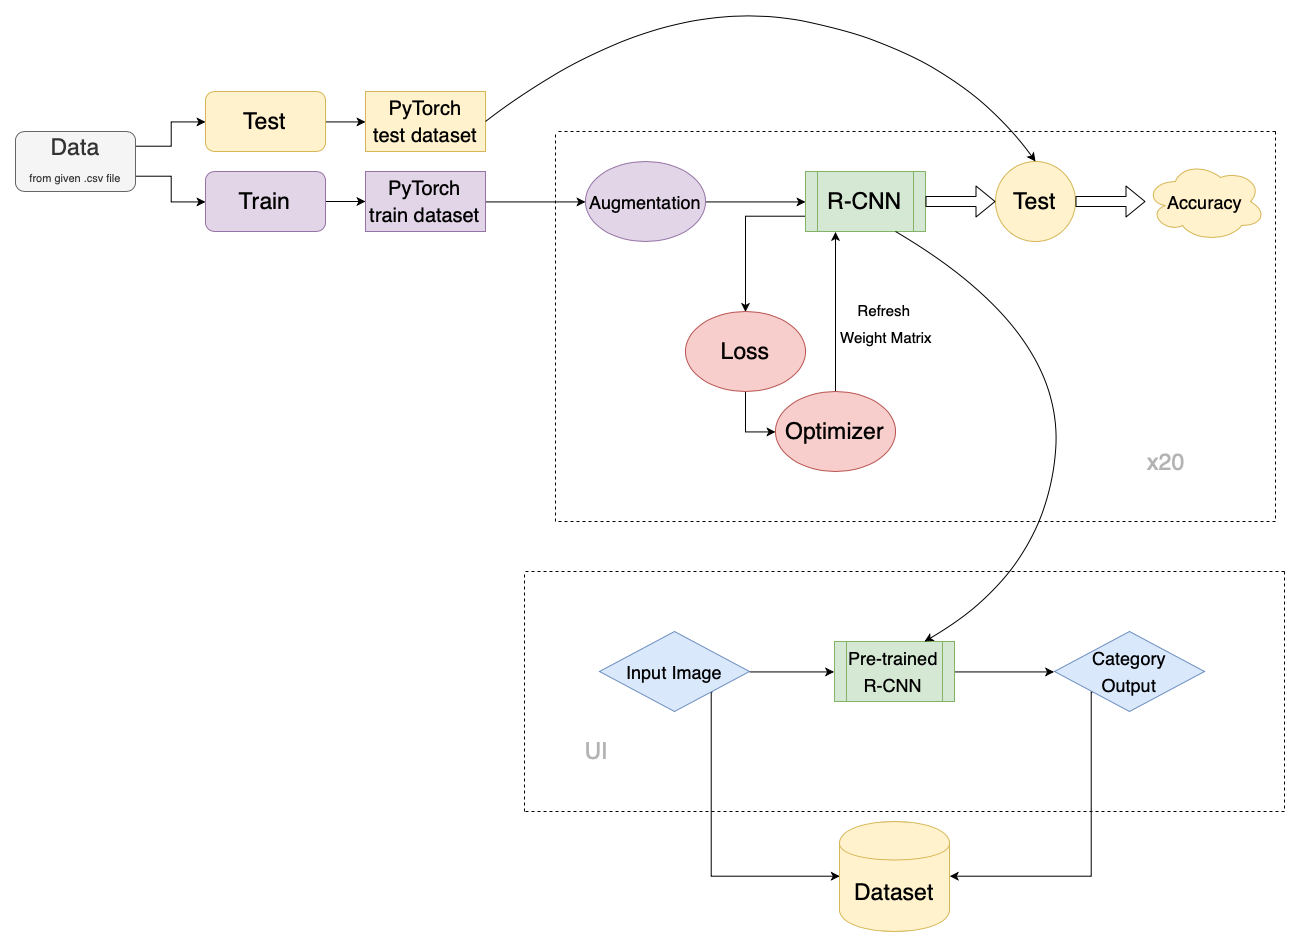 Test
PyTorch
test dataset
Data
from given .csv file
Train
PyTorch
train dataset
Augmentation
R-CNN
Test
Accuracy
Refresh
Weight Matrix
Loss
Optimizer
x20
Input Image
Pre-trained
R-CNN
Category
Output
UI
Dataset